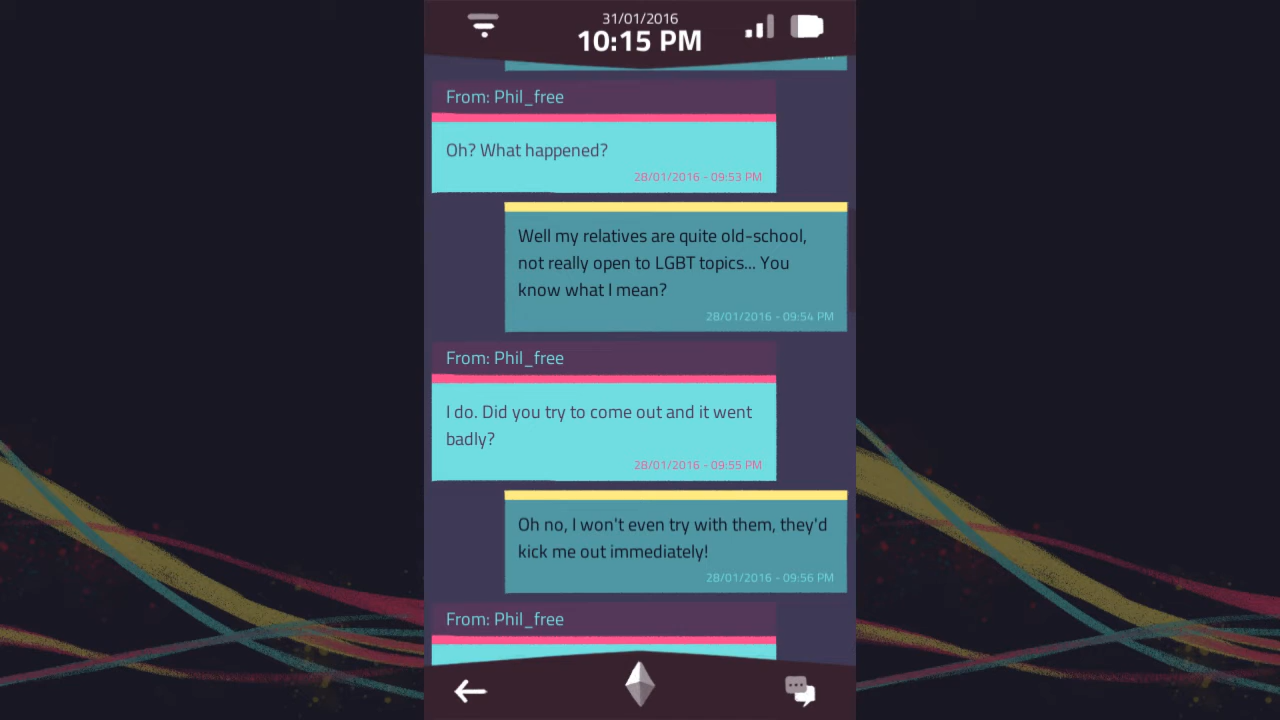 31/01/2016
10:15 PM
From: Phil_free
Oh? What happened?
28/01/2016 - 09:53 PM
Well my relatives are quite old-school,
not really open to LGBT topics... You
know what I mean?
28/01/2016 - 09:54 PM
From: Phil_free
I do. Did you try to come out and it went
badly?
28/01/2016 - 09:55 PM
Oh no, I won't even try with them, they'd
kick me out immediately!
28/01/2016 - 09:56 PM
From: Phil_free